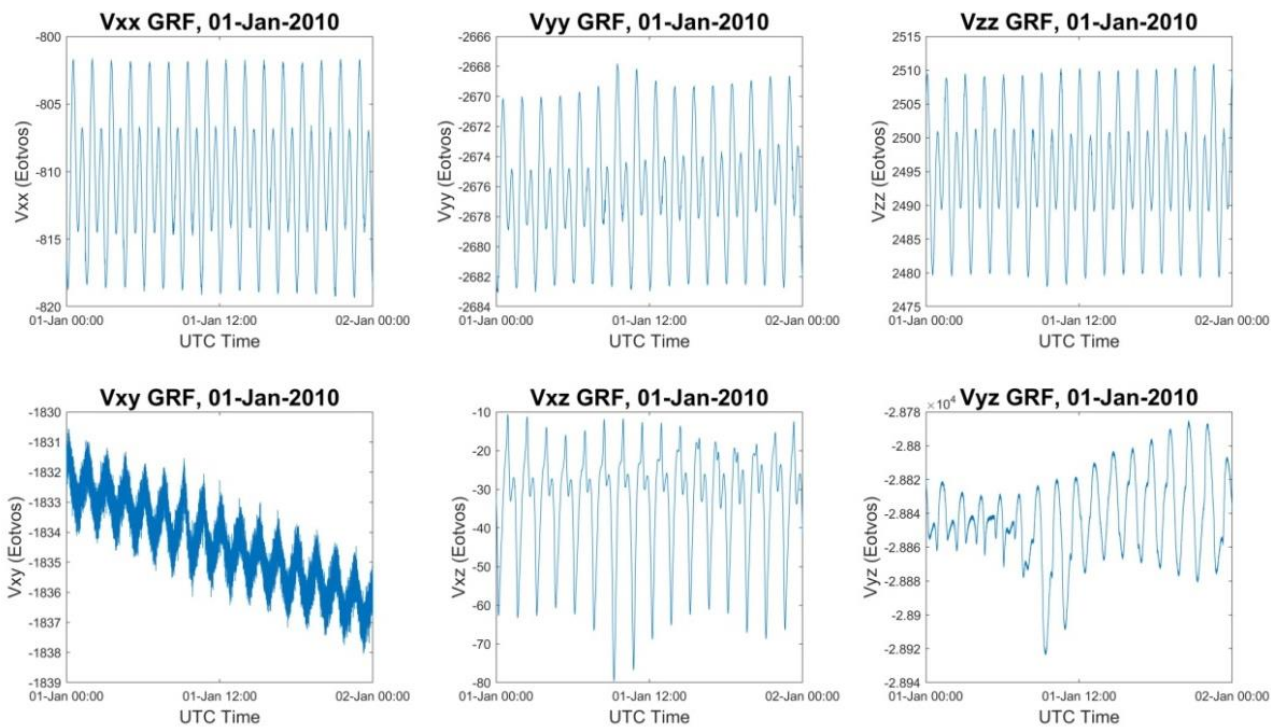 Vxx GRF, 01-Jan-2010
-800
-805
-810
-815
-820
Vxx (Eotvos)
01-Jan 00:00 01-Jan 12:00 02-Jan 00:00
UTC Time
Vyy GRF, 01-Jan-2010
-2666
-2668
-2670
-2672
-2674
-2676
-2678
-2680
-2682
-2684
Vyy (Eotvos)
01-Jan 00:00 01-Jan 12:00 02-Jan 00:00
UTC Time
Vzz GRF, 01-Jan-2010
2515
2510
2505
2500
2495
2490
2485
2480
2475
Vzz (Eotvos)
01-Jan 00:00 01-Jan 12:00 02-Jan 00:00
UTC Time
Vxy GRF, 01-Jan-2010
-1830
-1831
-1832
-1833
-1834
-1835
-1836
-1837
-1838
-1839
Vxy (Eotvos)
01-Jan 00:00 01-Jan 12:00 02-Jan 00:00
UTC Time
Vxz GRF, 01-Jan-2010
-10
-20
-30
-40
-50
-60
-70
-80
Vxz (Eotvos)
01-Jan 00:00 01-Jan 12:00 02-Jan 00:00
UTC Time
Vyz GRF, 01-Jan-2010
× 10⁴
-2.878
-2.88
-2.882
-2.884
-2.886
-2.888
-2.89
-2.892
-2.894
Vyz (Eotvos)
01-Jan 00:00 01-Jan 12:00 02-Jan 00:00
UTC Time